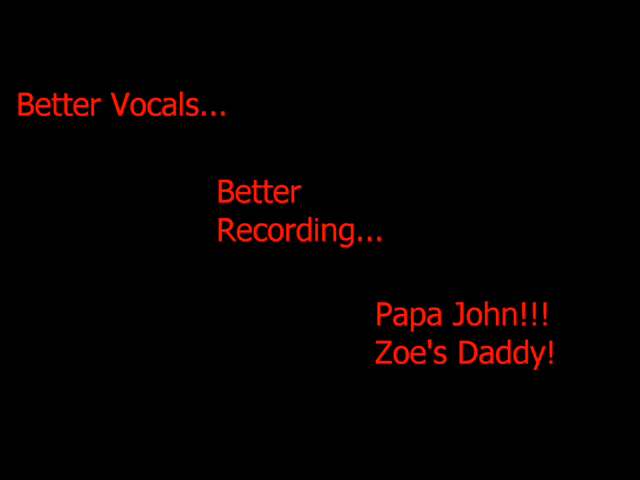 Better Vocals...
Better
Recording...
Papa John!!!
Zoe's Daddy!